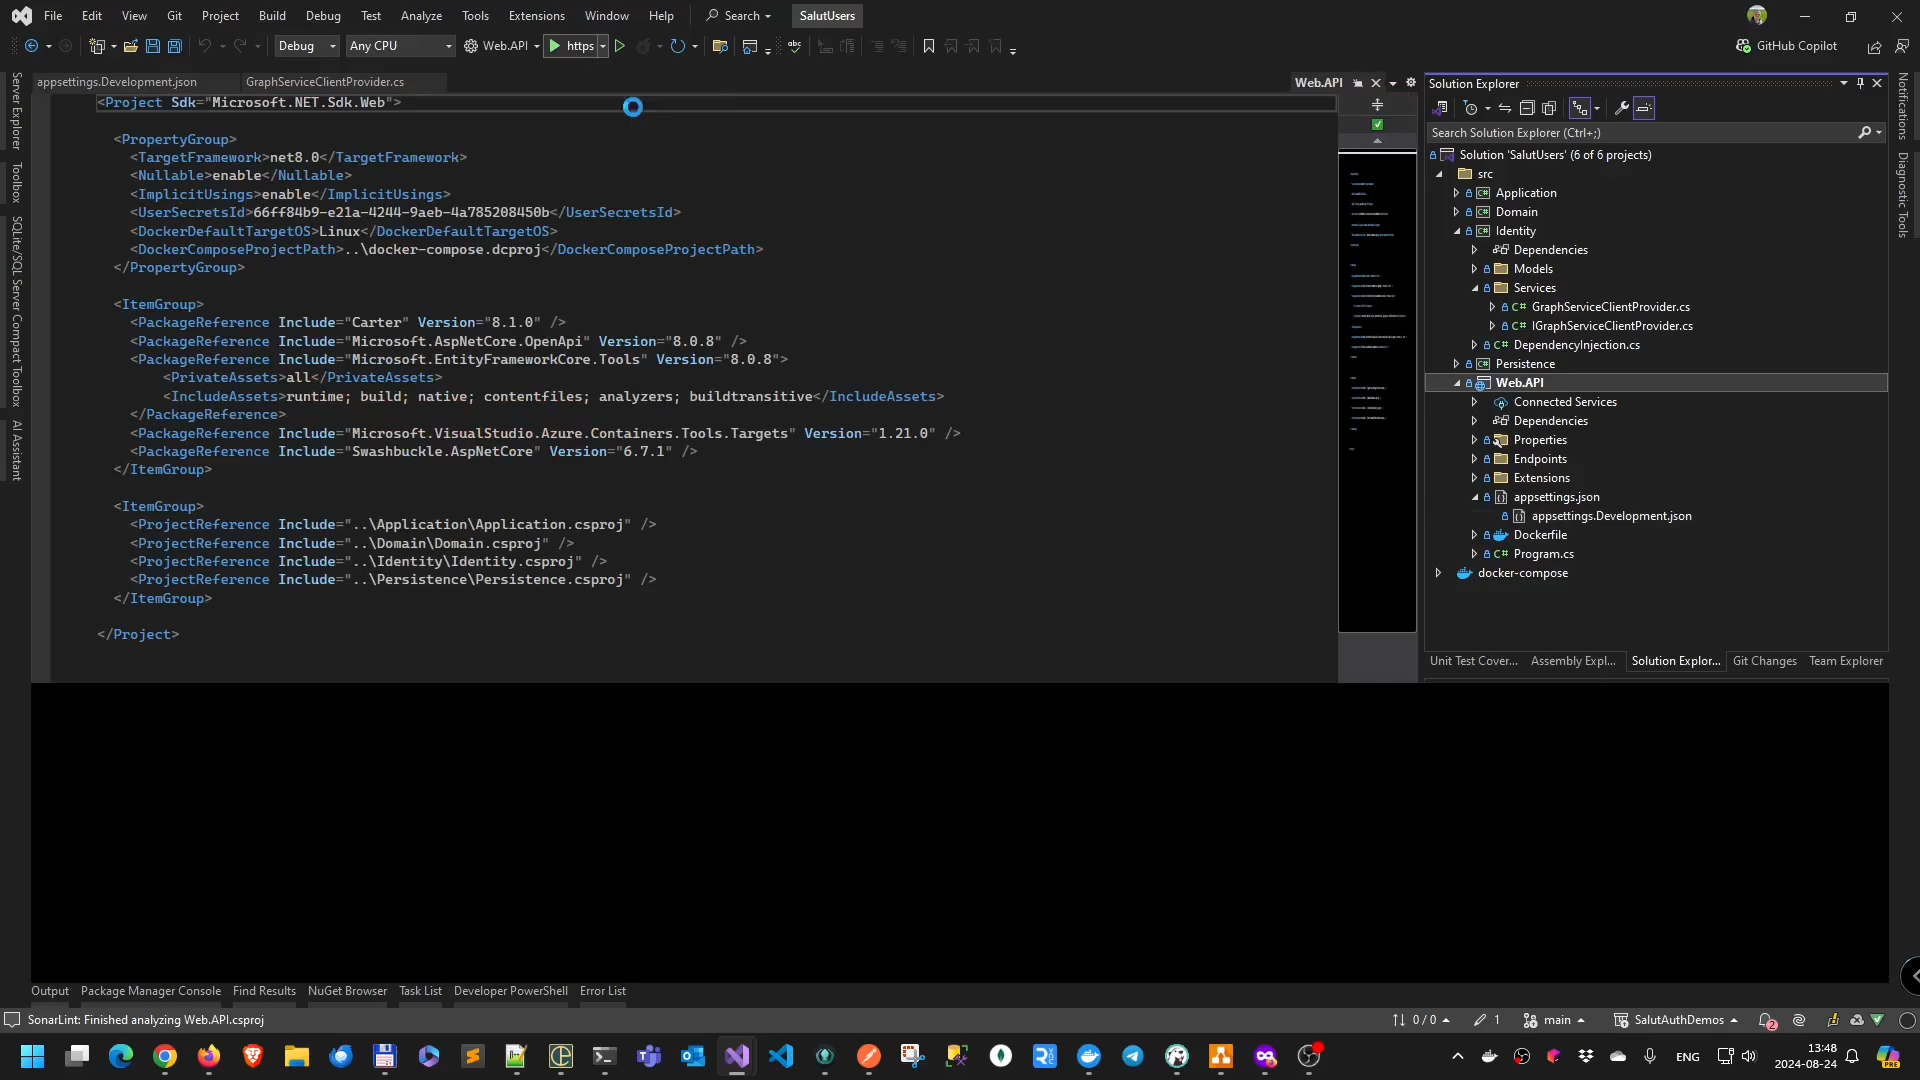 File Edit View Git Project Build Debug Test Analyze Tools Extensions Window Help Search SalutUsers
Debug Any CPU Web.API https GitHub Copilot
appsettings.Development.json GraphServiceClientProvider.cs Web.API
<Project Sdk="Microsoft.NET.Sdk.Web">
<PropertyGroup>
<TargetFramework>net8.0</TargetFramework>
<Nullable>enable</Nullable>
<ImplicitUsings>enable</ImplicitUsings>
<UserSecretsId>66ff84b9-e21a-4244-9aeb-4a785208450b</UserSecretsId>
<DockerDefaultTargetOS>Linux</DockerDefaultTargetOS>
<DockerComposeProjectPath>..\docker-compose.dcproj</DockerComposeProjectPath>
</PropertyGroup>
<ItemGroup>
<PackageReference Include="Carter" Version="8.1.0" />
<PackageReference Include="Microsoft.AspNetCore.OpenApi" Version="8.0.8" />
<PackageReference Include="Microsoft.EntityFrameworkCore.Tools" Version="8.0.8">
<PrivateAssets>all</PrivateAssets>
<IncludeAssets>runtime; build; native; contentfiles; analyzers; buildtransitive</IncludeAssets>
</PackageReference>
<PackageReference Include="Microsoft.VisualStudio.Azure.Containers.Tools.Targets" Version="1.21.0" />
<PackageReference Include="Swashbuckle.AspNetCore" Version="6.7.1" />
</ItemGroup>
<ItemGroup>
<ProjectReference Include="..\Application\Application.csproj" />
<ProjectReference Include="..\Domain\Domain.csproj" />
<ProjectReference Include="..\Identity\Identity.csproj" />
<ProjectReference Include="..\Persistence\Persistence.csproj" />
</ItemGroup>
</Project>
Server Explorer
Toolbox
SQLite/SQL Server Compact Toolbox
AI Assistant
Solution Explorer
Search Solution Explorer (Ctrl+;)
Solution 'SalutUsers' (6 of 6 projects)
src
Application
Domain
Identity
Dependencies
Models
Services
C# GraphServiceClientProvider.cs
C# IGraphServiceClientProvider.cs
C# DependencyInjection.cs
Persistence
Web.API
Connected Services
Dependencies
Properties
Endpoints
Extensions
appsettings.json
appsettings.Development.json
Dockerfile
C# Program.cs
docker-compose
Unit Test Cover... Assembly Expl... Solution Explor... Git Changes Team Explorer
Notifications
Diagnostic Tools
Output Package Manager Console Find Results NuGet Browser Task List Developer PowerShell Error List
SonarLint: Finished analyzing Web.API.csproj 0 / 0 1 main SalutAuthDemos 2
ENG 13:48
2024-08-24
PRE